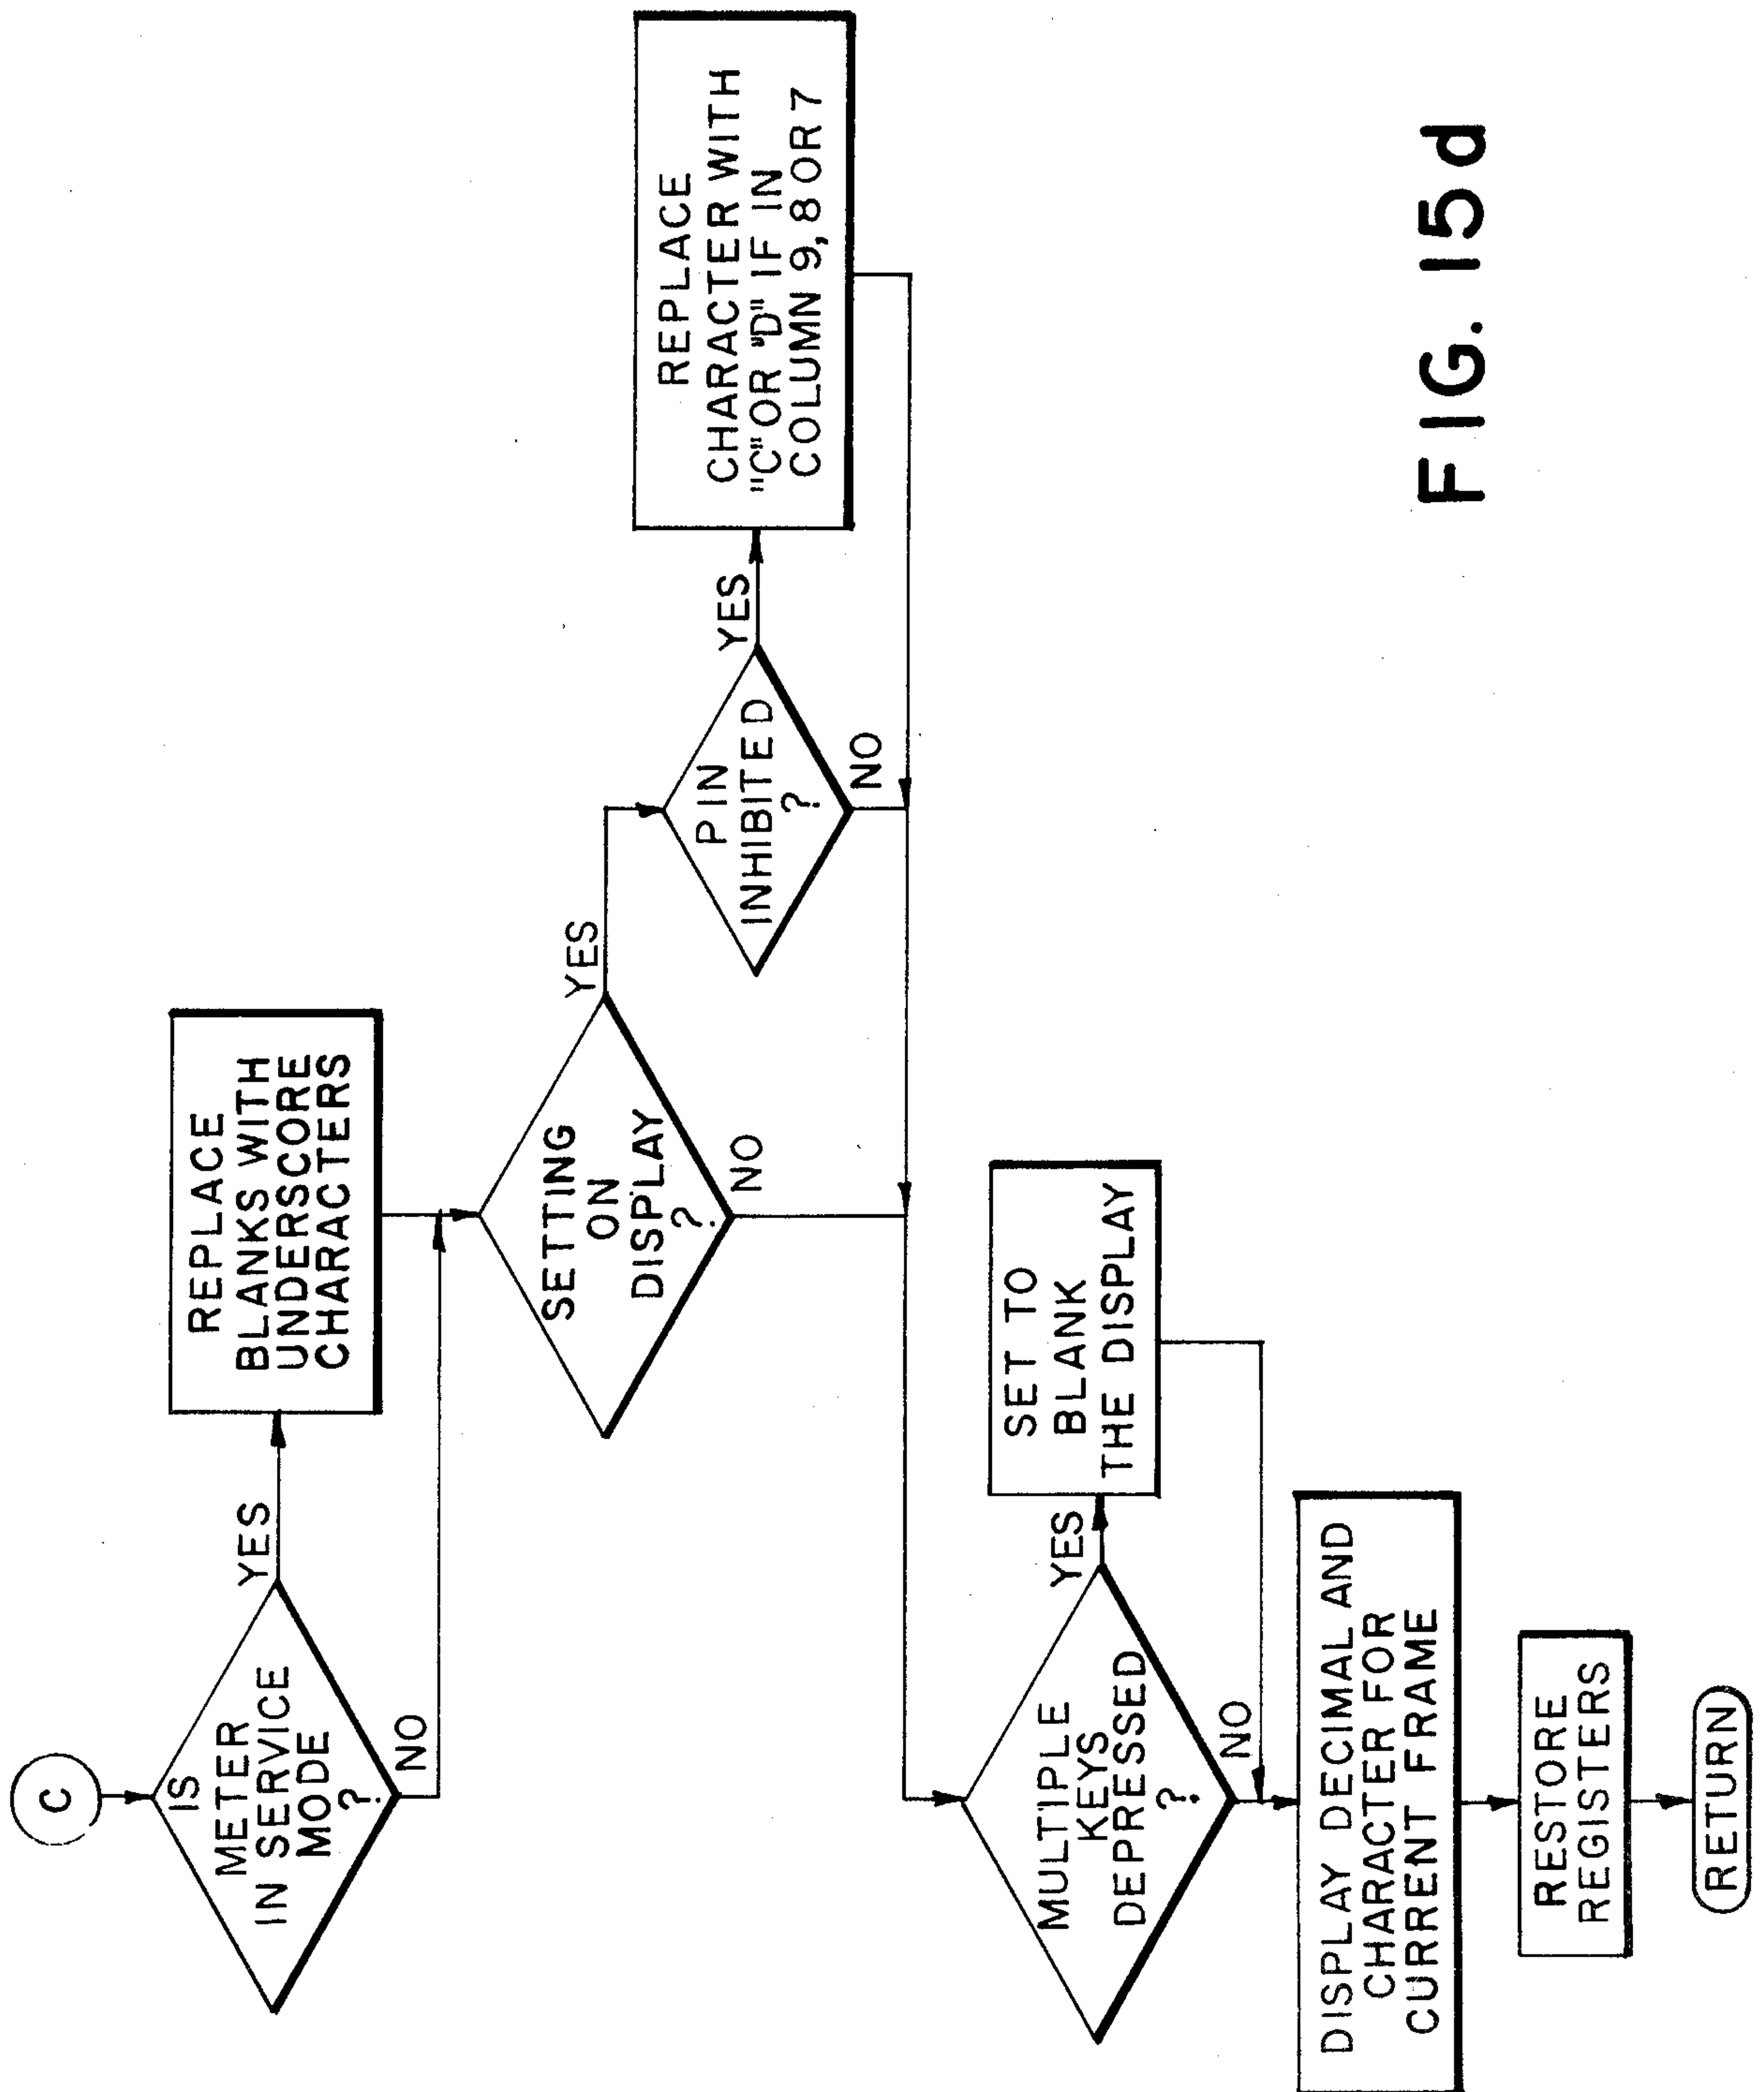 C
IS
METER
IN SERVICE
MODE
?
YES
NO
REPLACE
BLANKS WITH
UNDERSCORE
CHARACTERS
SETTING
ON
DISPLAY
?
YES
NO
PIN
INHIBITED
?
YES
NO
REPLACE
CHARACTER WITH
"C" OR "D" IF IN
COLUMN 9, 8 OR 7
MULTIPLE
KEYS
DEPRESSED
?
YES
NO
SET TO
BLANK
THE DISPLAY
DISPLAY DECIMAL AND
CHARACTER FOR
CURRENT FRAME
RESTORE
REGISTERS
RETURN
FIG. 15d